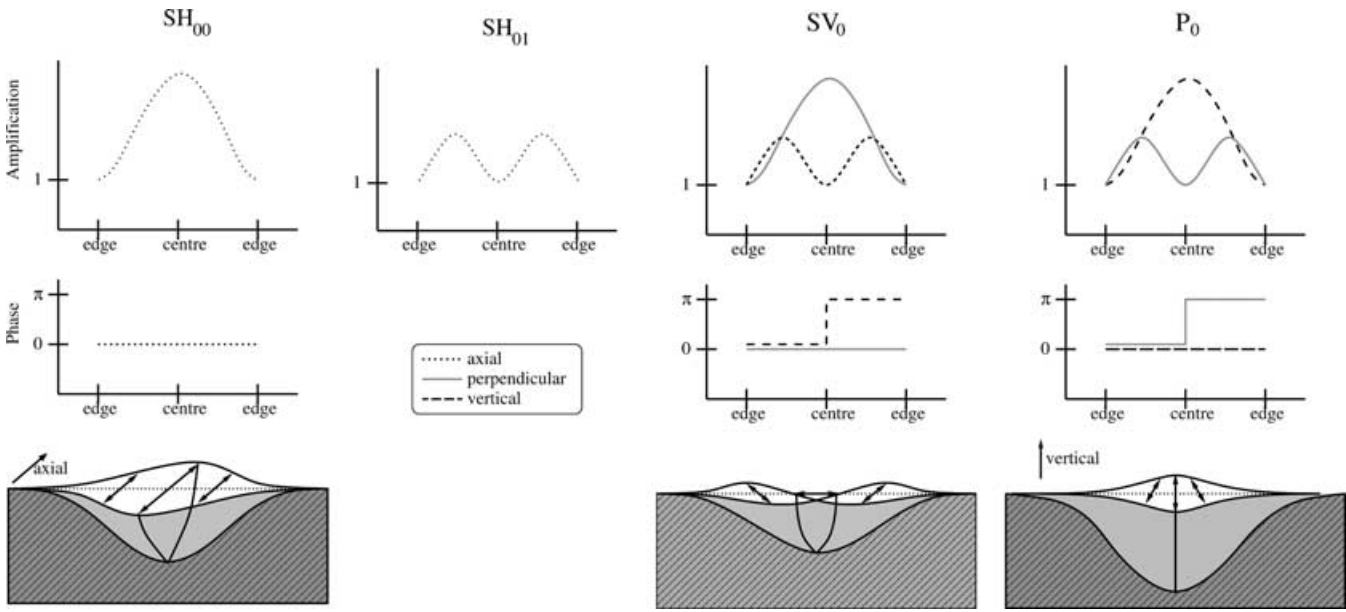 SH00
SH01
SV0
P0
Amplification
1
edge
centre
edge
1
edge
centre
edge
1
edge
centre
edge
1
edge
centre
edge
Phase
π
0
edge
centre
edge
axial
perpendicular
vertical
π
0
edge
centre
edge
π
0
edge
centre
edge
axial
vertical